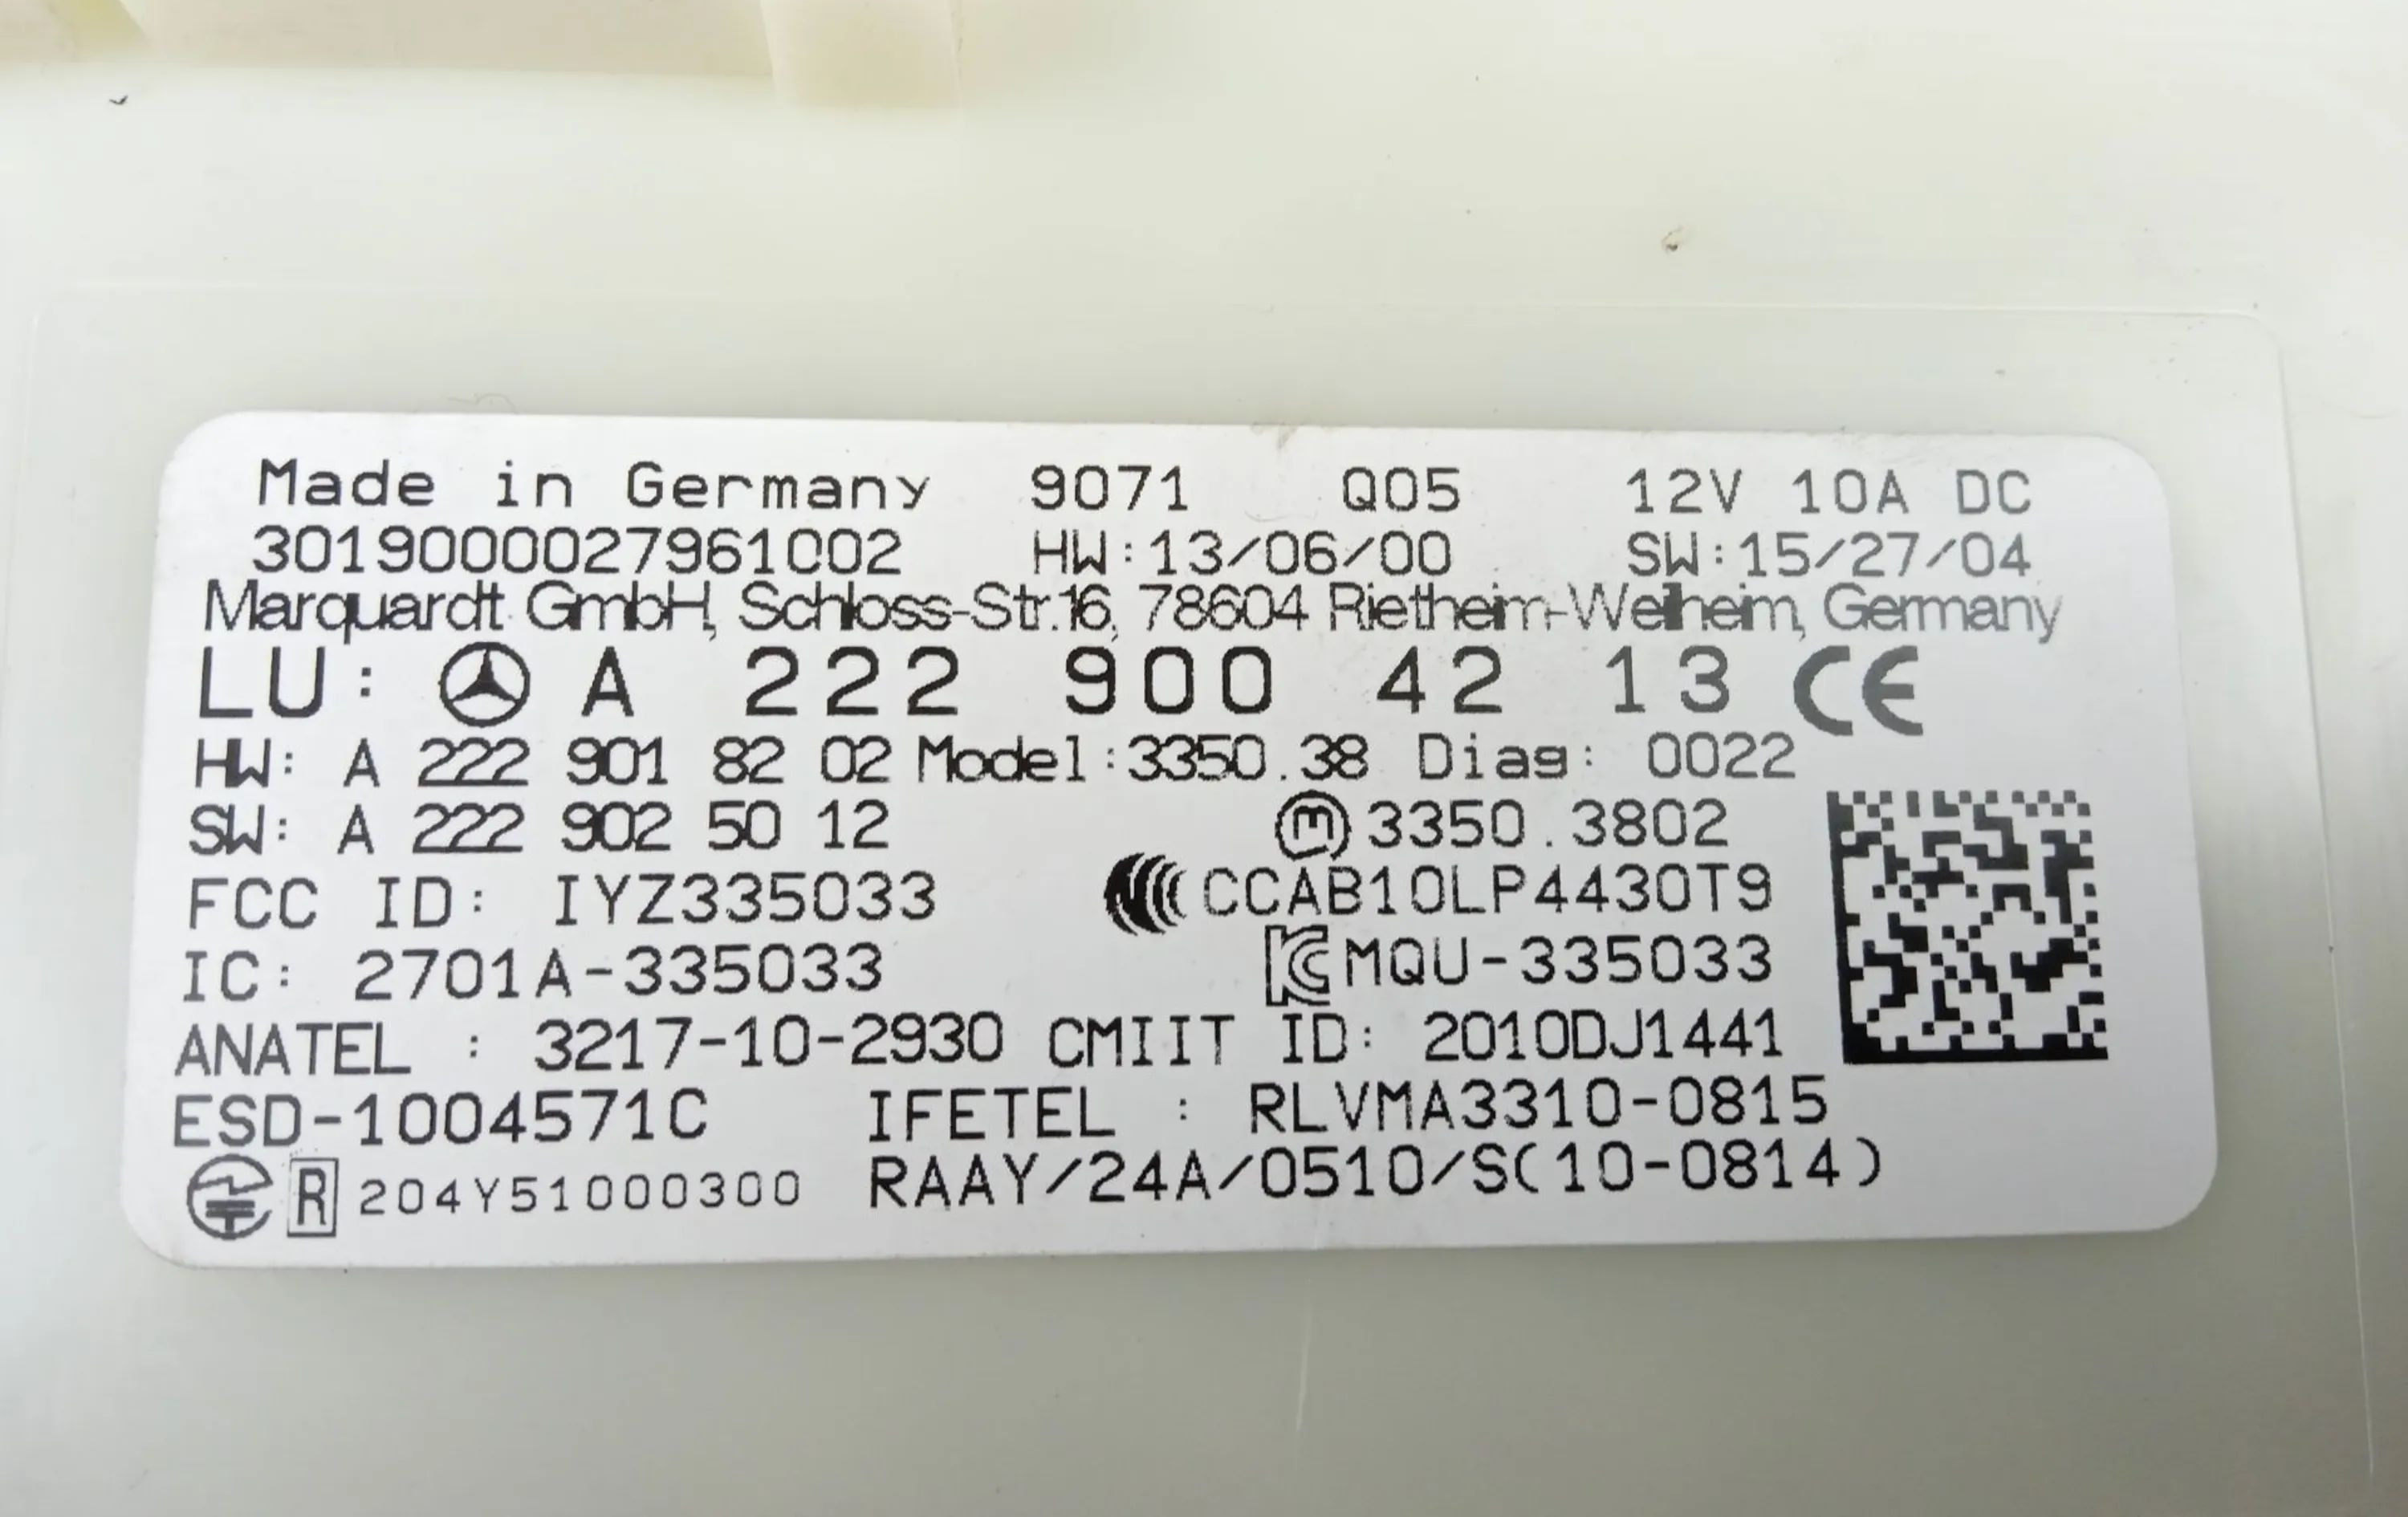 Made in Germany 9071 Q05 12V 10A DC
3019000027961002 HW:13/06/00 SW:15/27/04
Marquardt GmbH, Schloss-Str.16, 78604 Rietheim-Weilheim, Germany
LU: A 222 900 42 13 CE
HW: A 222 901 82 02 Model:3350.38 Diag: 0022
SW: A 222 902 50 12 m 3350.3802
FCC ID: IYZ335033 CCAB10LP4430T9
IC: 2701A-335033 KC MQU-335033
ANATEL : 3217-10-2930 CMIIT ID: 2010DJ1441
ESD-1004571C IFETEL : RLVMA3310-0815
R 204Y51000300 RAAY/24A/0510/S(10-0814)